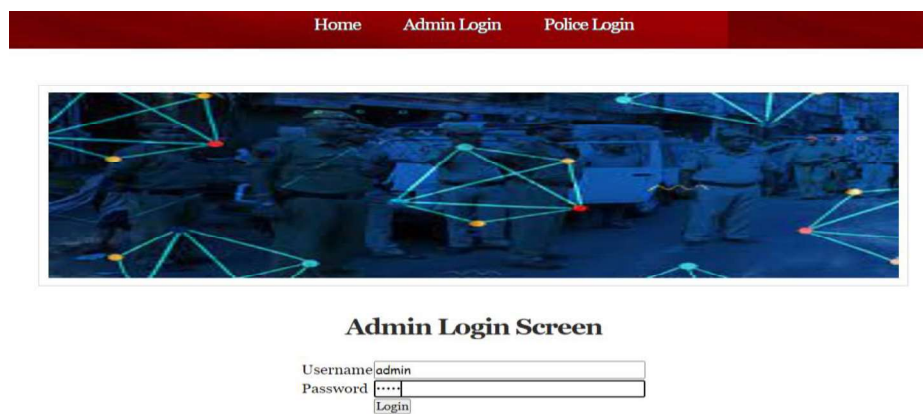 Home Admin Login Police Login
Admin Login Screen
Username admin
Password •••••
Login